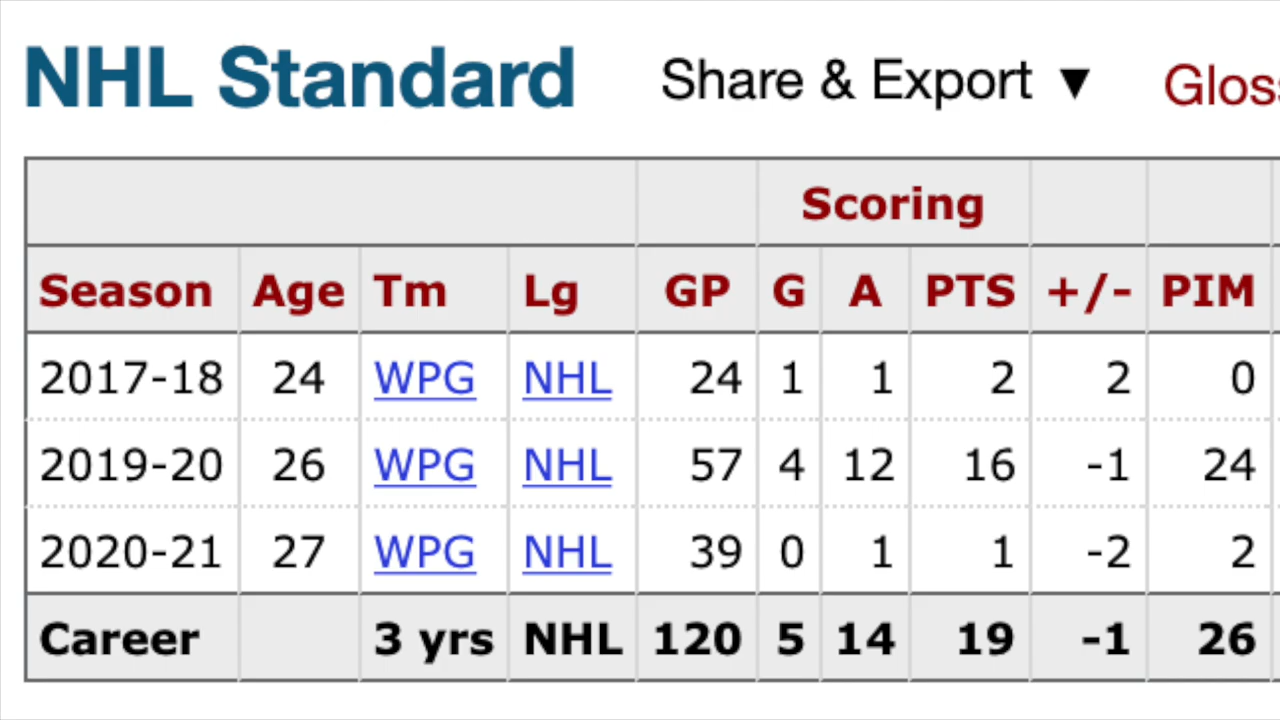 NHL Standard Share & Export ▼ Glos
Scoring
Season Age Tm Lg GP G A PTS +/- PIM
2017-18 24 WPG NHL 24 1 1 2 2 0
2019-20 26 WPG NHL 57 4 12 16 -1 24
2020-21 27 WPG NHL 39 0 1 1 -2 2
Career 3 yrs NHL 120 5 14 19 -1 26